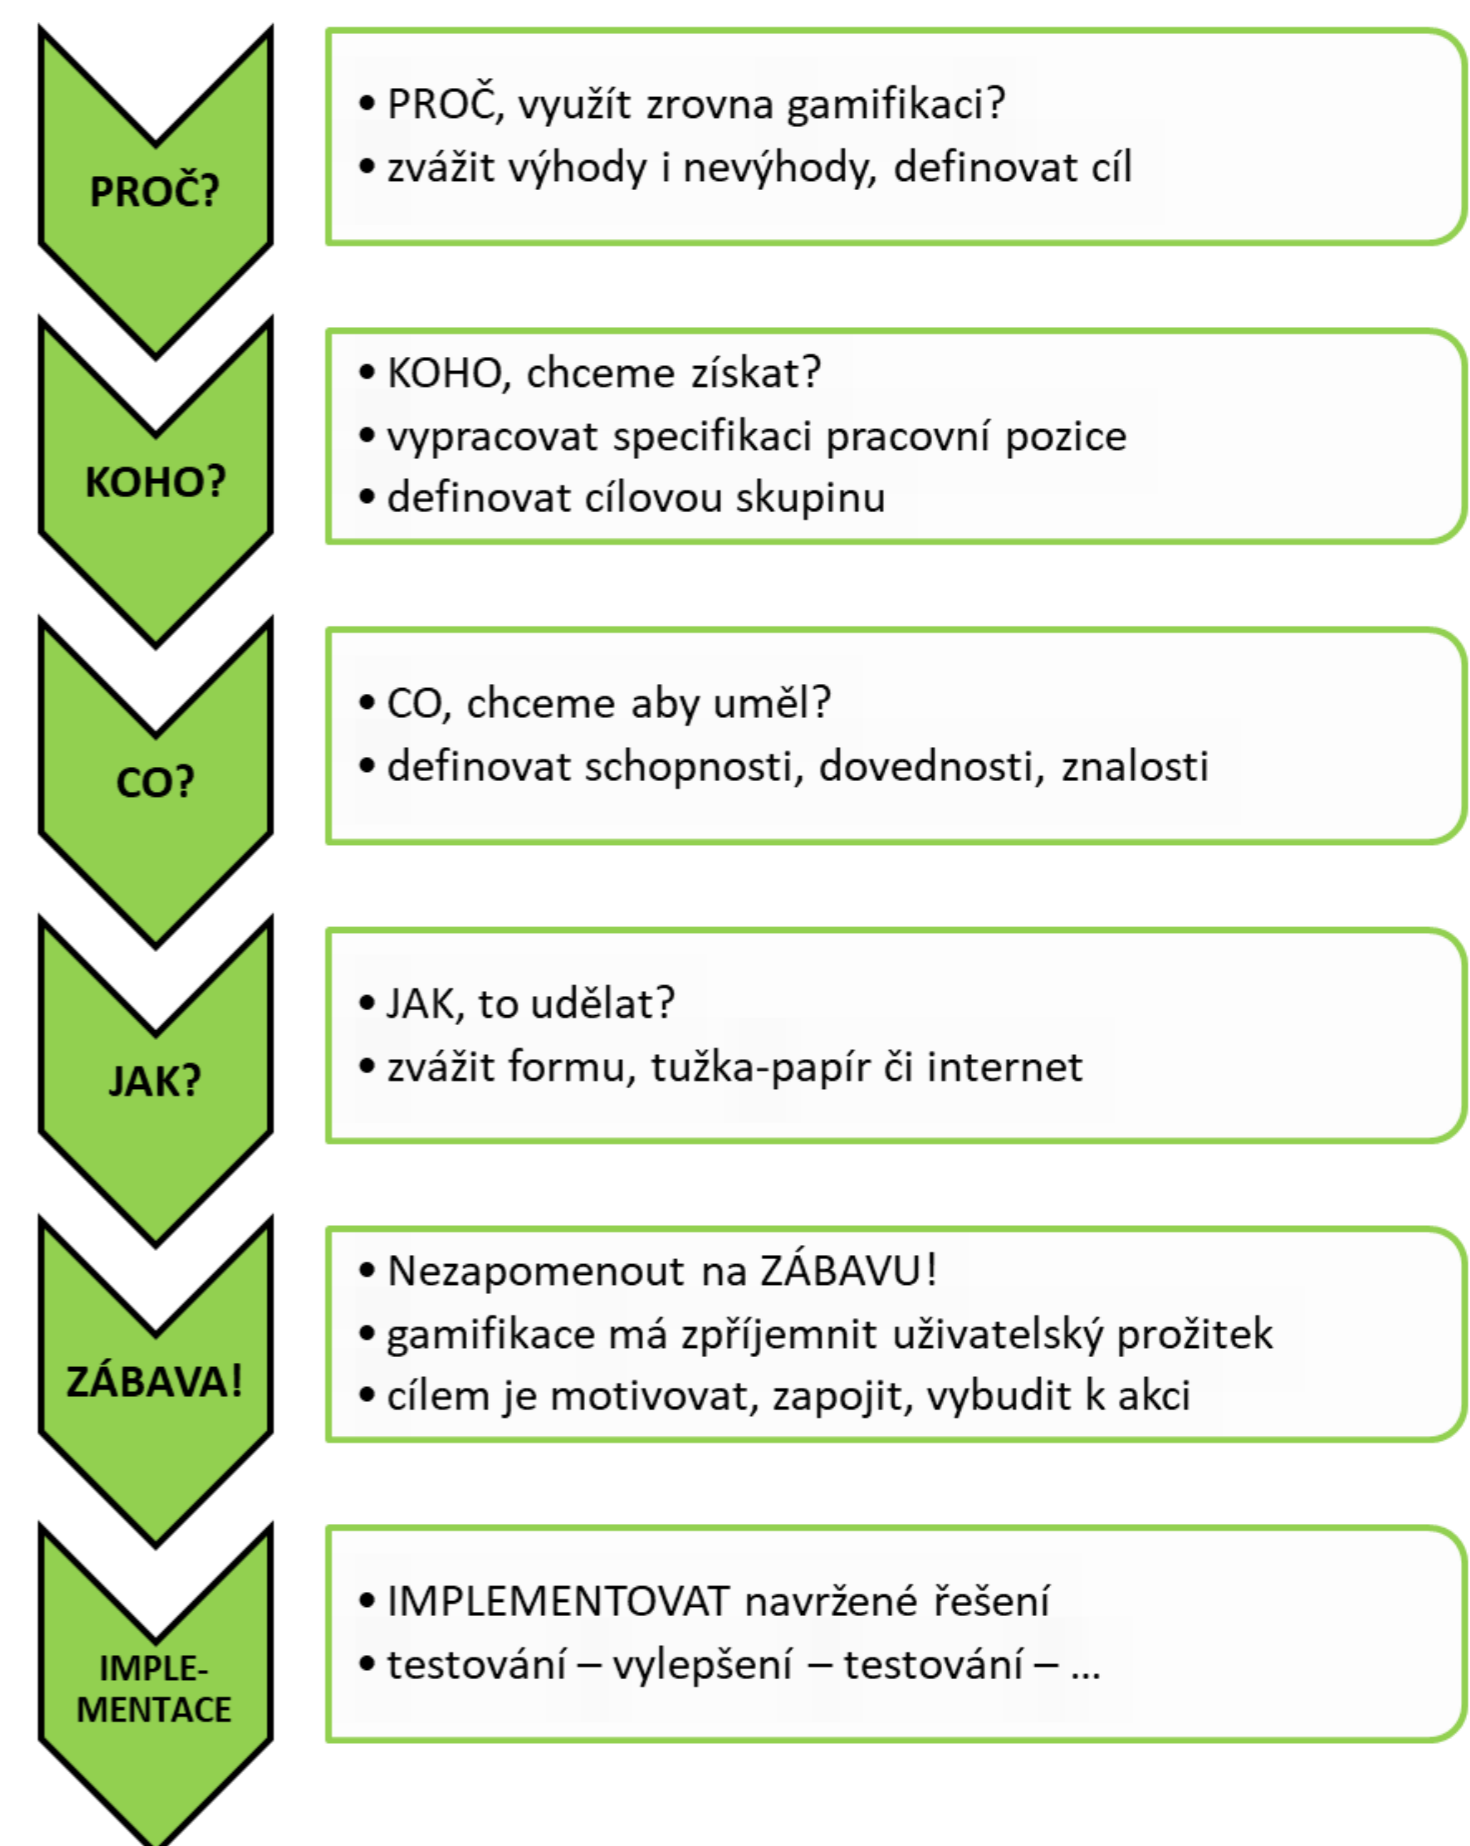 PROČ?
• PROČ, využít zrovna gamifikaci?
• zvážit výhody i nevýhody, definovat cíl
KOHO?
• KOHO, chceme získat?
• vypracovat specifikaci pracovní pozice
• definovat cílovou skupinu
CO?
• CO, chceme aby uměl?
• definovat schopnosti, dovednosti, znalosti
JAK?
• JAK, to udělat?
• zvážit formu, tužka-papír či internet
ZÁBAVA!
• Nezapomenout na ZÁBAVU!
• gamifikace má zpříjemnit uživatelský prožitek
• cílem je motivovat, zapojit, vybudit k akci
IMPLE-
MENTACE
• IMPLEMENTOVAT navržené řešení
• testování – vylepšení – testování – ...